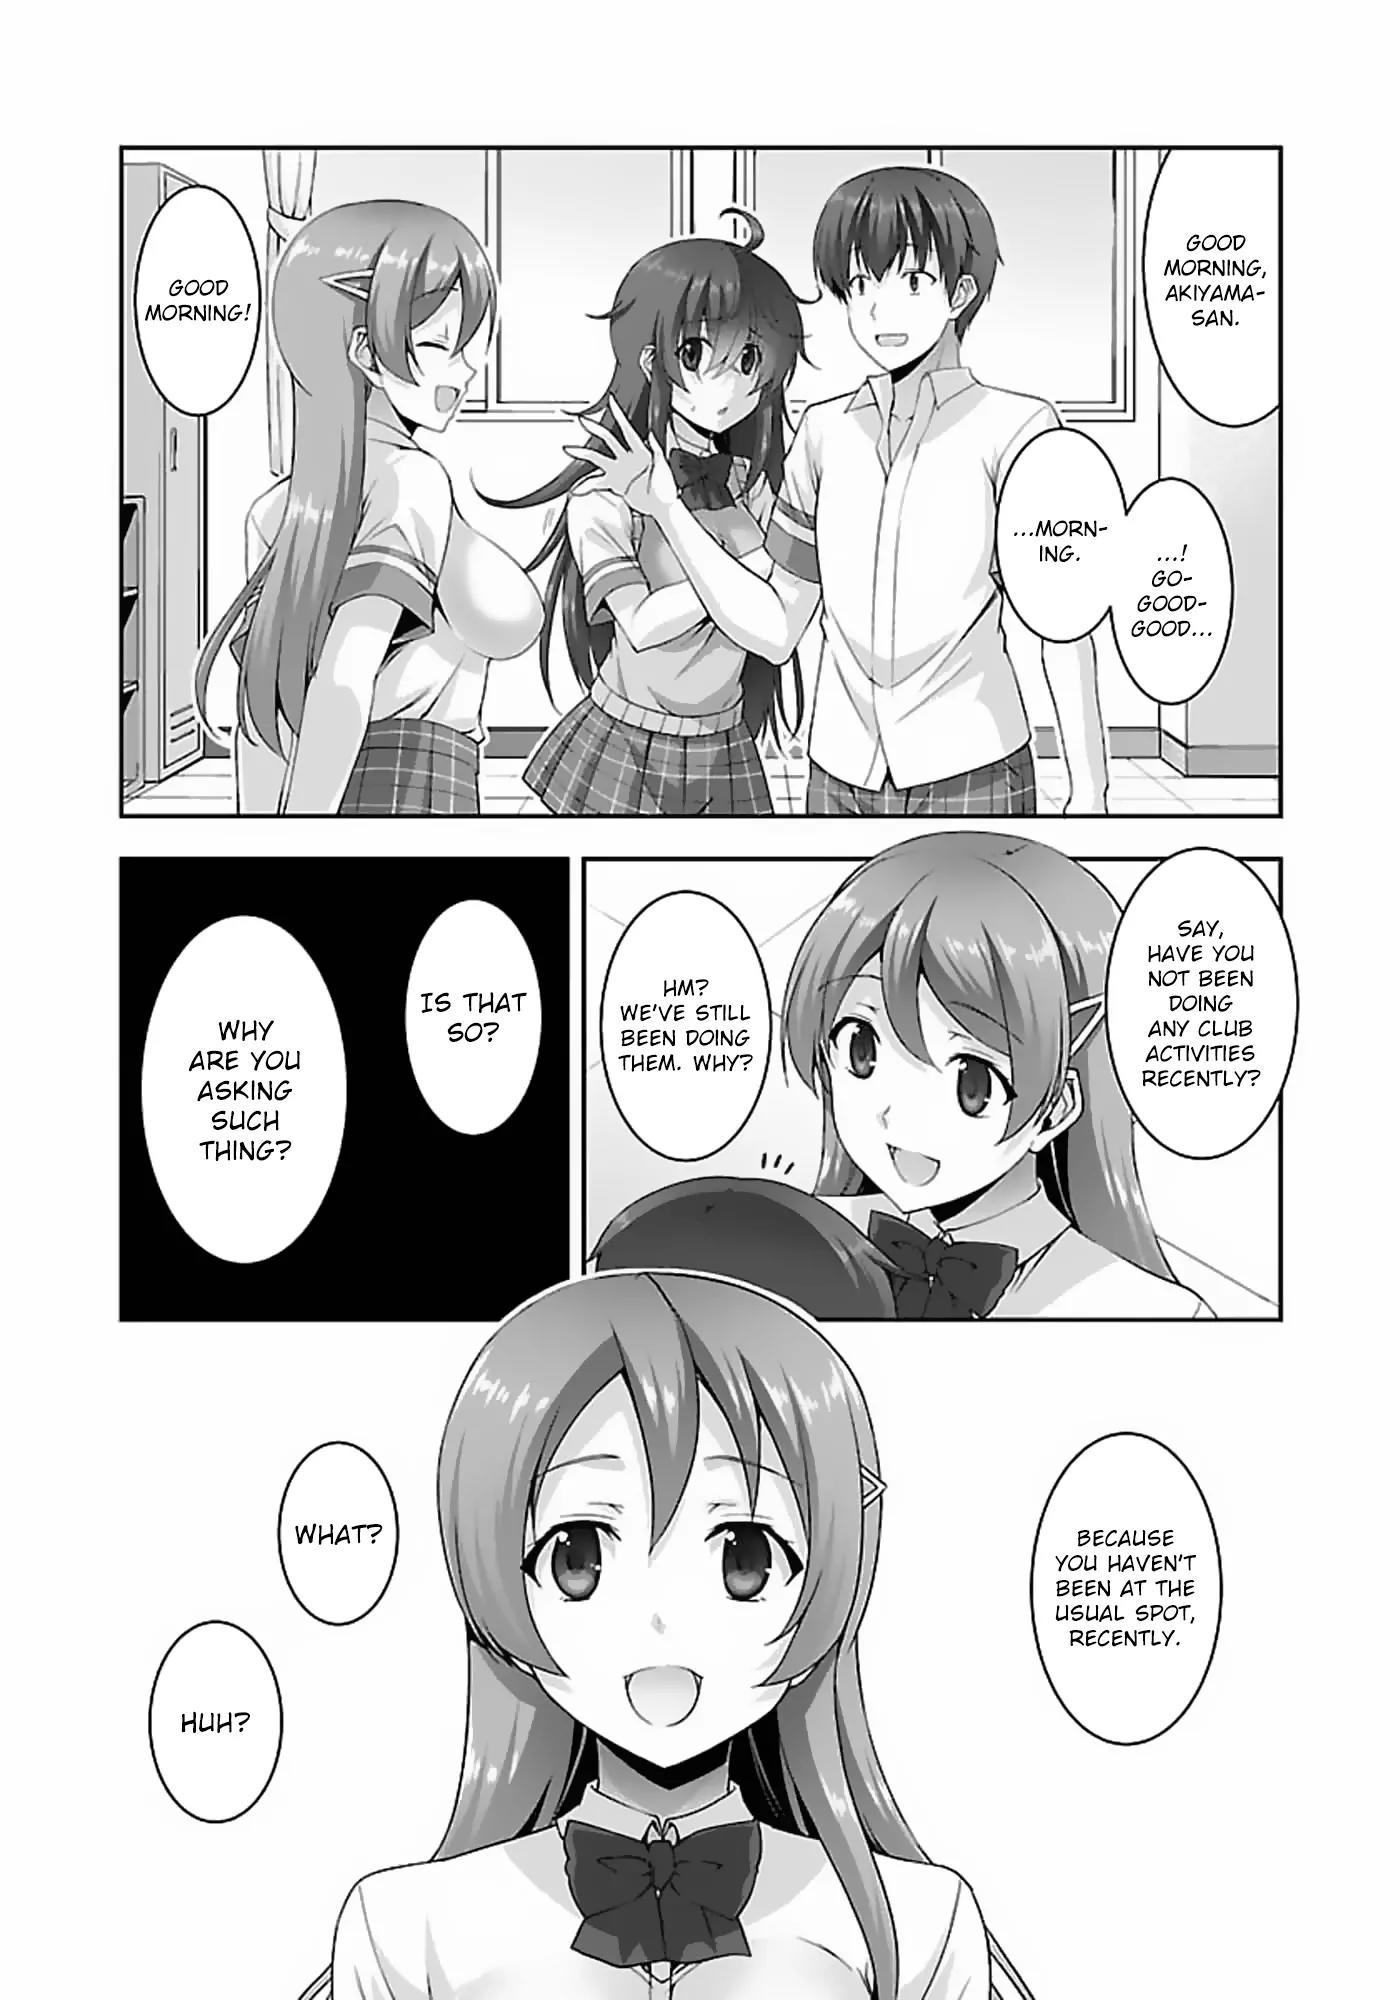 GOOD
MORNING,
AKIYAMA-
SAN.
...!
GO-
GOOD-
GOOD...
...MORN-
ING.
GOOD
MORNING!
SAY,
HAVE YOU
NOT BEEN
DOING
ANY CLUB
ACTIVITIES
RECENTLY?
HM?
WE'VE STILL
BEEN DOING
THEM. WHY?
IS THAT
SO?
WHY
ARE YOU
ASKING
SUCH
THING?
BECAUSE
YOU HAVEN'T
BEEN AT THE
USUAL SPOT,
RECENTLY.
WHAT?
HUH?